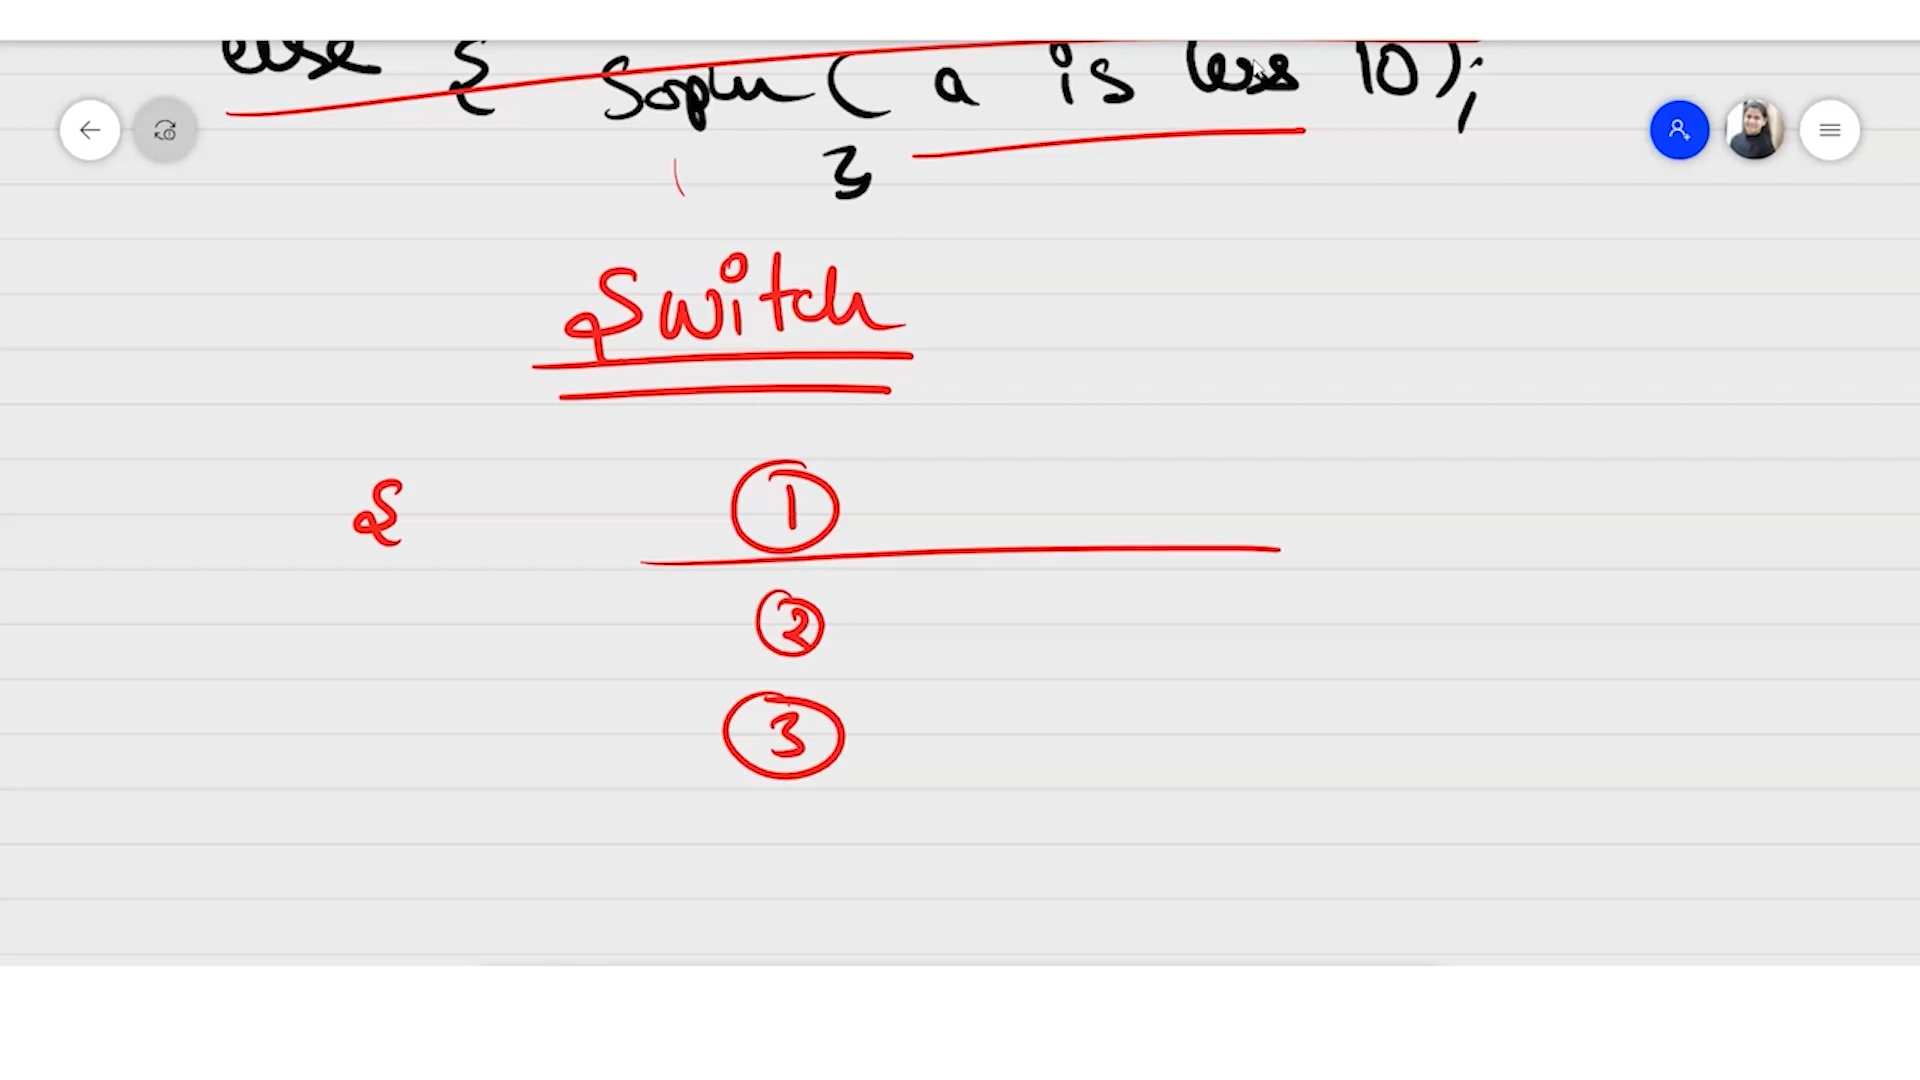 else { Sopln ( a is less 10);
}
Switch
S ①
②
③